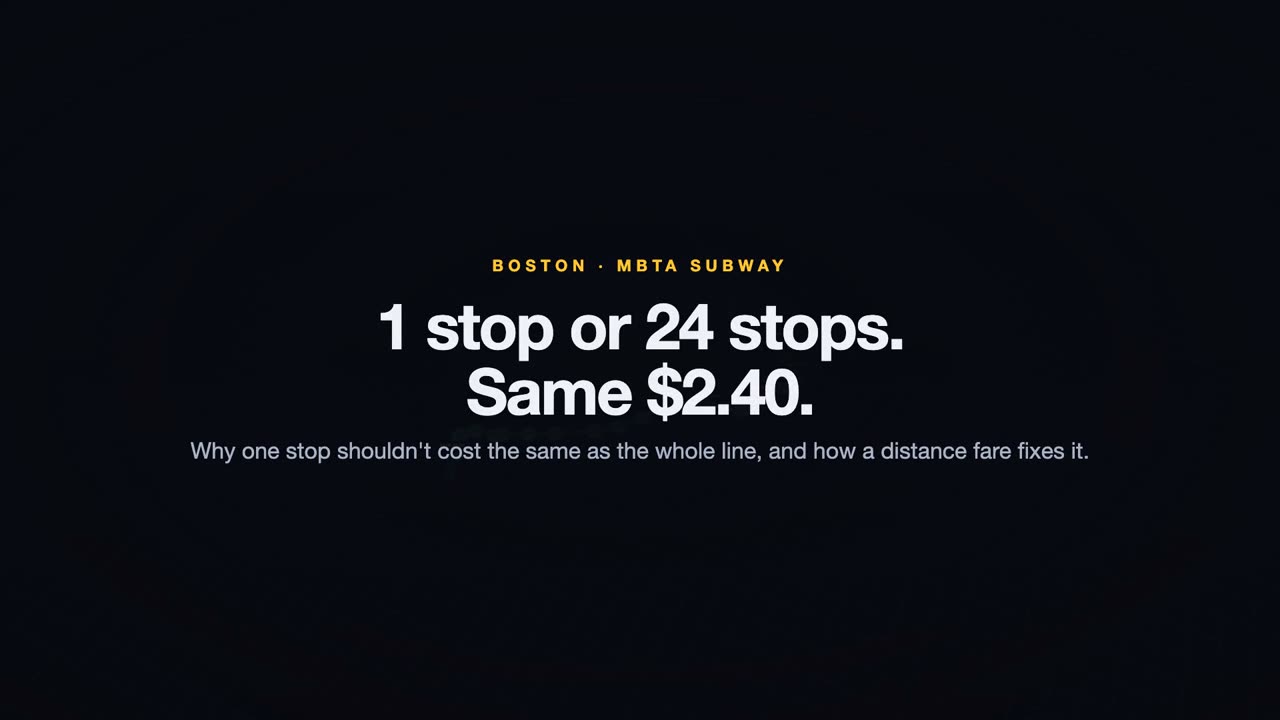 BOSTON · MBTA SUBWAY
1 stop or 24 stops.
Same $2.40.
Why one stop shouldn't cost the same as the whole line, and how a distance fare fixes it.